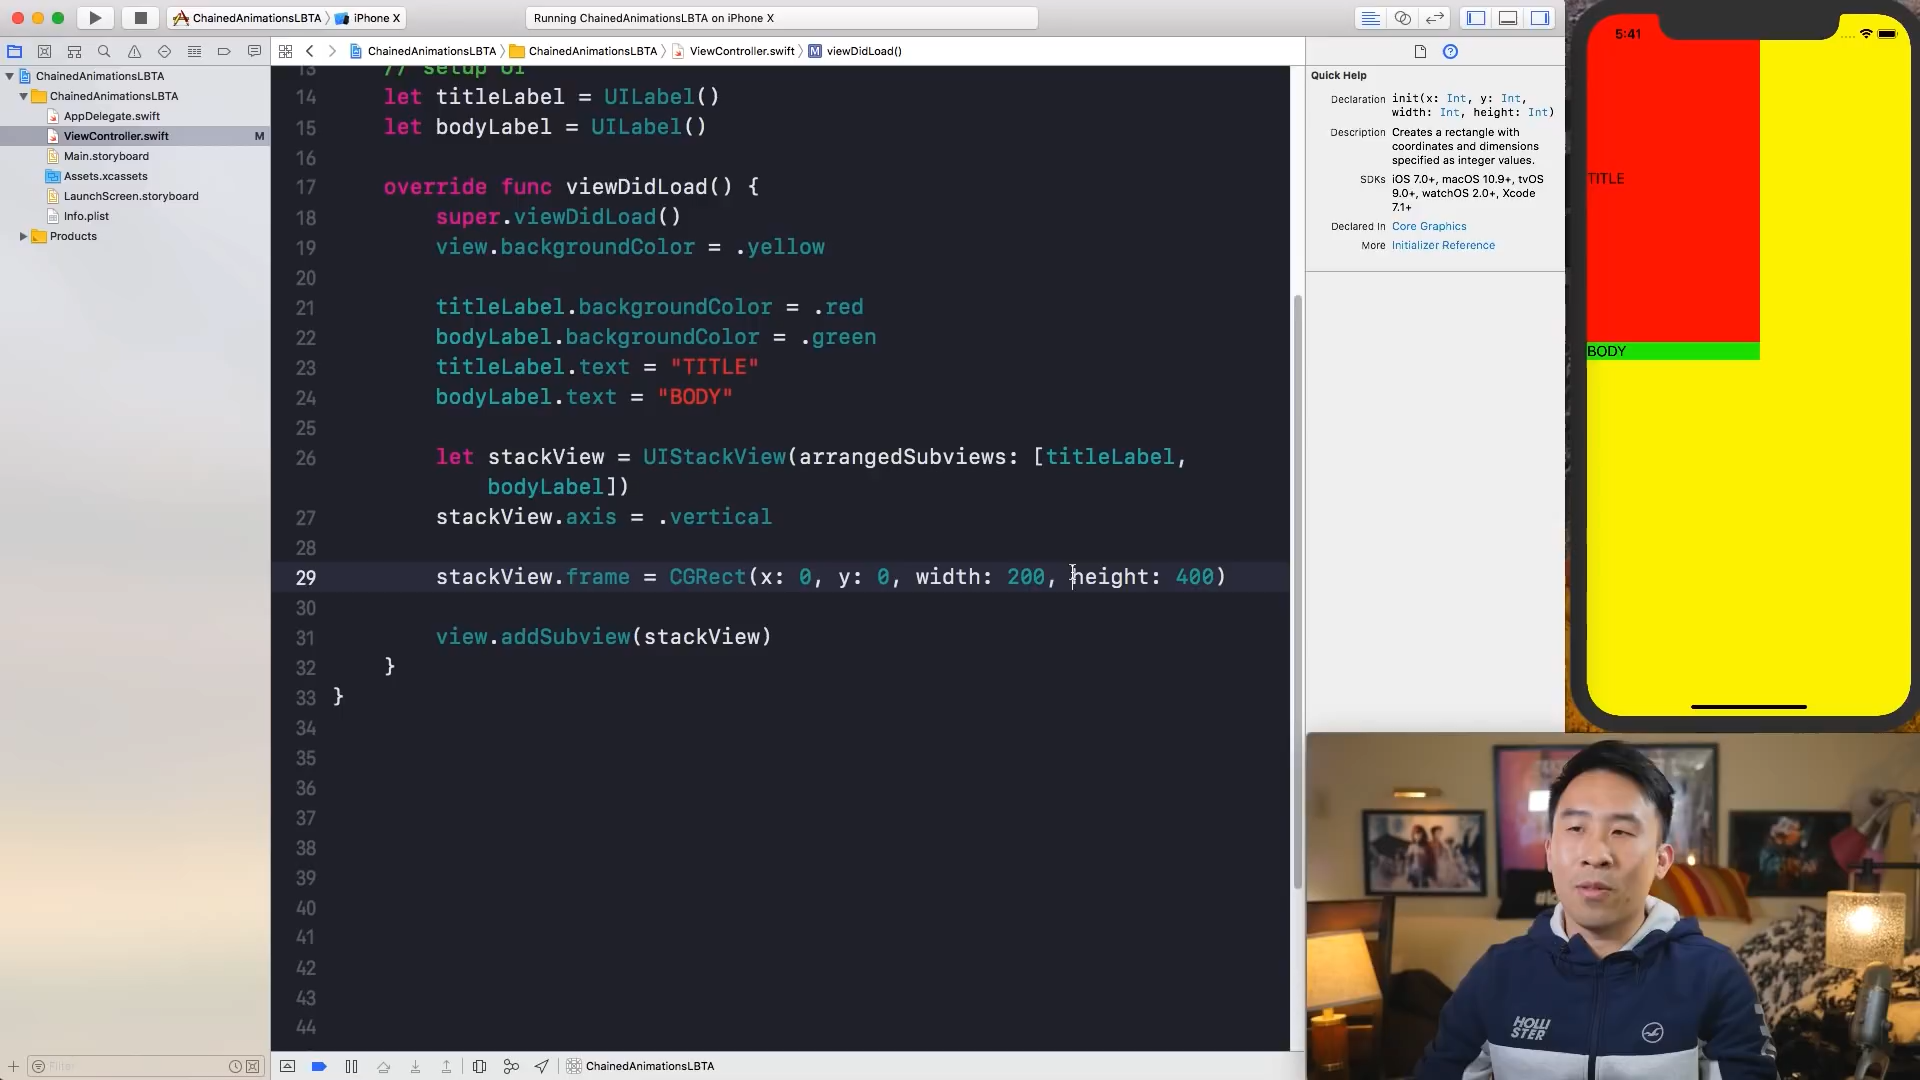 ChainedAnimationsLBTA
iPhone X
Running ChainedAnimationsLBTA on iPhone X
ChainedAnimationsLBTA
ChainedAnimationsLBTA
ViewController.swift
viewDidLoad()
ChainedAnimationsLBTA
ChainedAnimationsLBTA
AppDelegate.swift
ViewController.swift M
Main.storyboard
Assets.xcassets
LaunchScreen.storyboard
Info.plist
Products
Filter
13 // setup UI
14 let titleLabel = UILabel()
15 let bodyLabel = UILabel()
16
17 override func viewDidLoad() {
18 super.viewDidLoad()
19 view.backgroundColor = .yellow
20
21 titleLabel.backgroundColor = .red
22 bodyLabel.backgroundColor = .green
23 titleLabel.text = "TITLE"
24 bodyLabel.text = "BODY"
25
26 let stackView = UIStackView(arrangedSubviews: [titleLabel,
bodyLabel])
27 stackView.axis = .vertical
28
29 stackView.frame = CGRect(x: 0, y: 0, width: 200, height: 400)
30
31 view.addSubview(stackView)
32 }
33 }
34
35
36
37
38
39
40
41
42
43
44
ChainedAnimationsLBTA
Quick Help
Declaration init(x: Int, y: Int,
width: Int, height: Int)
Description Creates a rectangle with
coordinates and dimensions
specified as integer values.
SDKs iOS 7.0+, macOS 10.9+, tvOS
9.0+, watchOS 2.0+, Xcode
7.1+
Declared In Core Graphics
More Initializer Reference
5:41
TITLE
BODY
HOLLI
STER